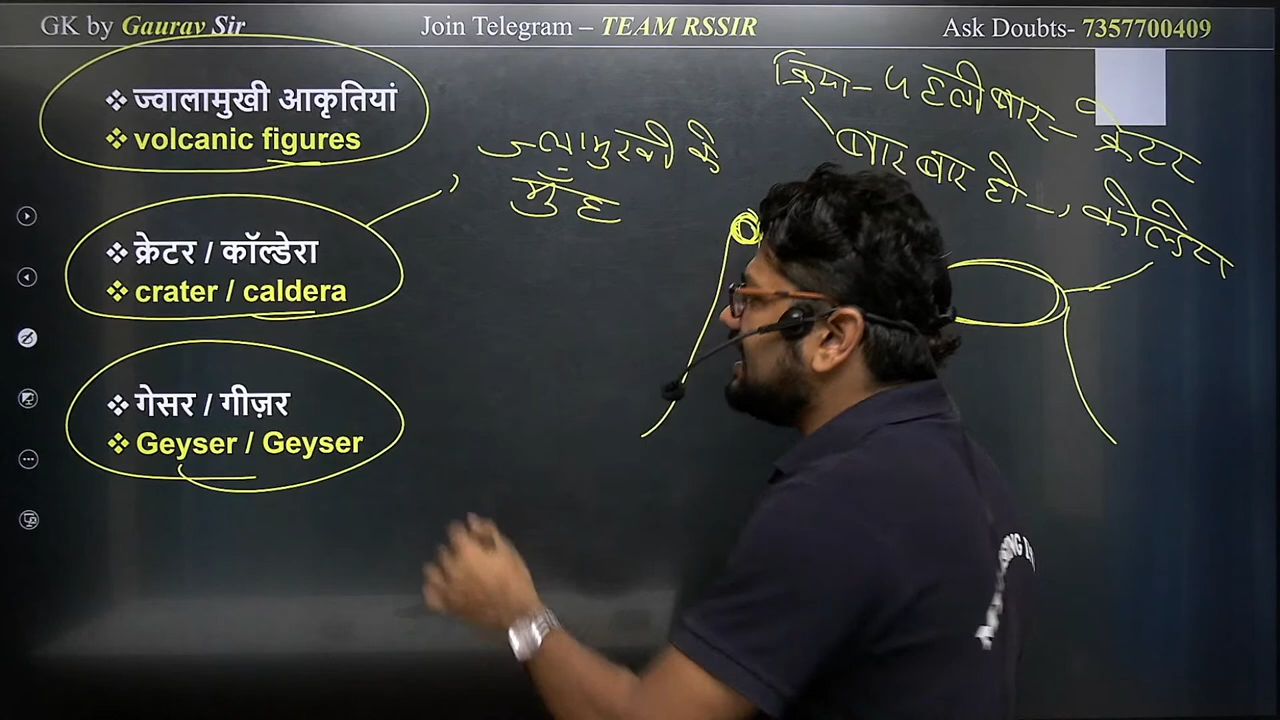 GK by Gaurav Sir
Join Telegram – TEAM RSSIR
Ask Doubts- 7357700409
❖ ज्वालामुखी आकृतियां
❖ volcanic figures
❖ क्रेटर / कॉल्डेरा
❖ crater / caldera
❖ गेसर / गीज़र
❖ Geyser / Geyser
ज्वालामुखी के
मुँह
क्रिया – पहली बार – क्रेटर
बार बार हो –